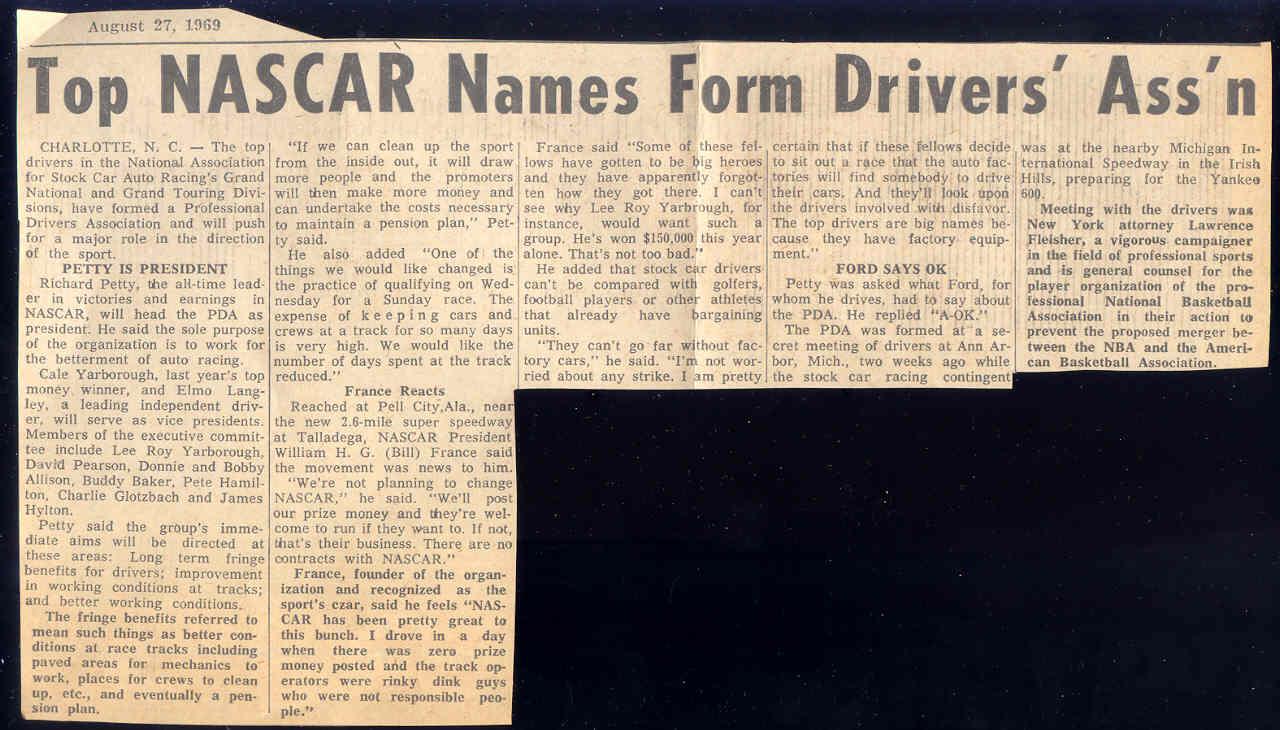 August 27, 1969
Top NASCAR Names Form Drivers' Ass'n
CHARLOTTE, N. C. — The top
drivers in the National Association
for Stock Car Auto Racing's Grand
National and Grand Touring Divi-
sions, have formed a Professional
Drivers Association and will push
for a major role in the direction
of the sport.
PETTY IS PRESIDENT
Richard Petty, the all-time lead-
er in victories and earnings in
NASCAR, will head the PDA as
president. He said the sole purpose
of the organization is to work for
the betterment of auto racing.
Cale Yarborough, last year's top
money winner, and Elmo Lang-
ley, a leading independent driv-
er, will serve as vice presidents.
Members of the executive commit-
tee include Lee Roy Yarborough,
David Pearson, Donnie and Bobby
Allison, Buddy Baker, Pete Hamil-
ton, Charlie Glotzbach and James
Hylton.
Petty said the group's imme-
diate aims will be directed at
these areas: Long term fringe
benefits for drivers; improvement
in working conditions at tracks;
and better working conditions.
The fringe benefits referred to
mean such things as better con-
ditions at race tracks including
paved areas for mechanics to
work, places for crews to clean
up, etc., and eventually a pen-
sion plan.
"If we can clean up the sport
from the inside out, it will draw
more people and the promoters
will then make more money and
can undertake the costs necessary
to maintain a pension plan," Pet-
ty said.
He also added "One of the
things we would like changed is
the practice of qualifying on Wed-
nesday for a Sunday race. The
expense of keeping cars and
crews at a track for so many days
is very high. We would like the
number of days spent at the track
reduced."
France Reacts
Reached at Pell City,Ala., near
the new 2.6-mile super speedway
at Talladega, NASCAR President
William H. G. (Bill) France said
the movement was news to him.
"We're not planning to change
NASCAR," he said. "We'll post
our prize money and they're wel-
come to run if they want to. If not,
that's their business. There are no
contracts with NASCAR."
France, founder of the organ-
ization and recognized as the
sport's czar, said he feels "NAS-
CAR has been pretty great to
this bunch. I drove in a day
when there was zero prize
money posted and the track op-
erators were rinky dink guys
who were not responsible peo-
ple."
France said "Some of these fel-
lows have gotten to be big heroes
and they have apparently forgot-
ten how they got there. I can't
see why Lee Roy Yarbrough, for
instance, would want such a
group. He's won $150,000 this year
alone. That's not too bad."
He added that stock car drivers
can't be compared with golfers,
football players or other athletes
that already have bargaining
units.
"They can't go far without fac-
tory cars," he said. "I'm not wor-
ried about any strike. I am pretty
certain that if these fellows decide
to sit out a race that the auto fac-
tories will find somebody to drive
their cars. And they'll look upon
the drivers involved with disfavor.
The top drivers are big names be-
cause they have factory equip-
ment."
FORD SAYS OK
Petty was asked what Ford, for
whom he drives, had to say about
the PDA. He replied "A-OK."
The PDA was formed at a se-
cret meeting of drivers at Ann Ar-
bor, Mich., two weeks ago while
the stock car racing contingent
was at the nearby Michigan In-
ternational Speedway in the Irish
Hills, preparing for the Yankee
600.
Meeting with the drivers was
New York attorney Lawrence
Fleisher, a vigorous campaigner
in the field of professional sports
and is general counsel for the
player organization of the pro-
fessional National Basketball
Association in their action to
prevent the proposed merger be-
tween the NBA and the Ameri-
can Basketball Association.